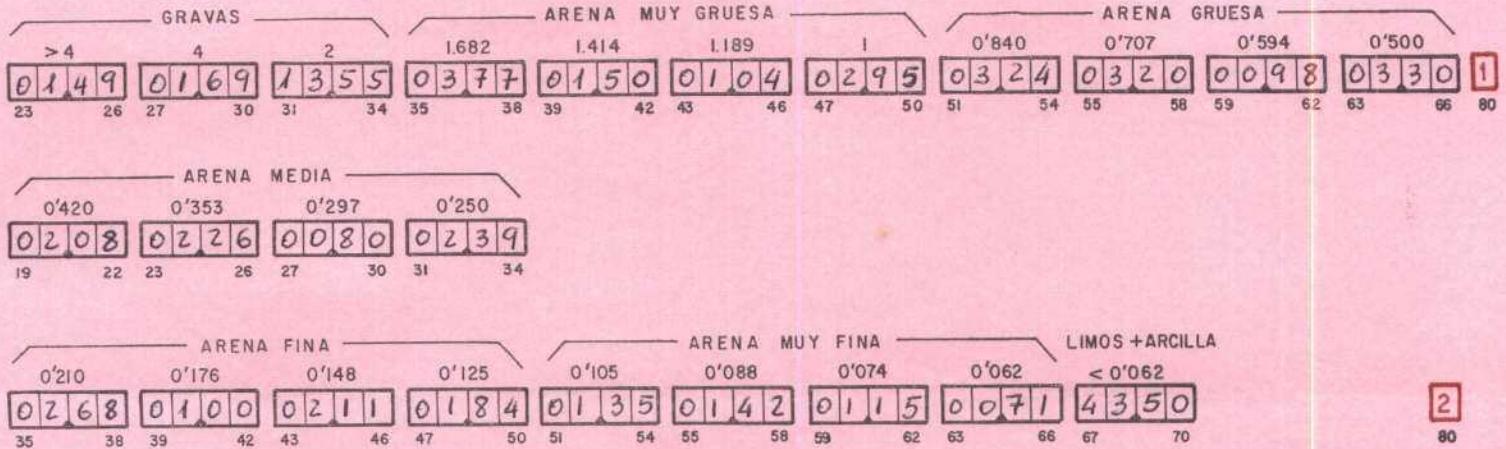 GRAVAS ARENA MUY GRUESA ARENA GRUESA
>4 4 2 1.682 1.414 1.189 1 0'840 0'707 0'594 0'500
0149 0169 1355 0377 0150 0104 0295 0324 0320 0098 0330 1
23 26 27 30 31 34 35 38 39 42 43 46 47 50 51 54 55 58 59 62 63 66 80
ARENA MEDIA
0'420 0'353 0'297 0'250
0208 0226 0080 0239
19 22 23 26 27 30 31 34
ARENA FINA ARENA MUY FINA LIMOS +ARCILLA
0'210 0'176 0'148 0'125 0'105 0'088 0'074 0'062 < 0'062
0268 0100 0211 0184 0135 0142 0115 0071 4350 2
35 38 39 42 43 46 47 50 51 54 55 58 59 62 63 66 67 70 80